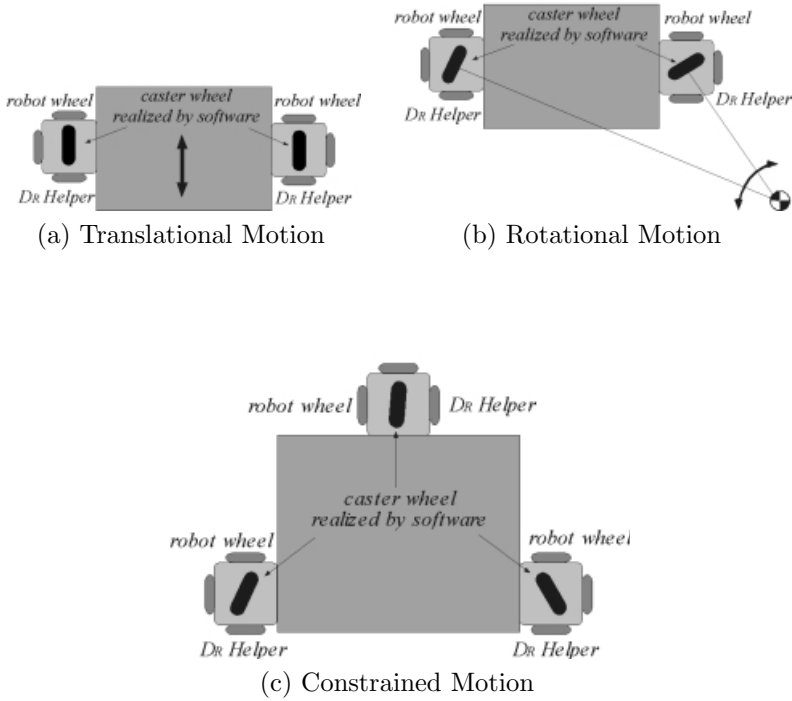 robot wheel
caster wheel
realized by software
robot wheel
DR Helper
DR Helper
(a) Translational Motion
robot wheel
caster wheel
realized by software
robot wheel
DR Helper
DR Helper
(b) Rotational Motion
robot wheel
DR Helper
caster wheel
realized by software
robot wheel
robot wheel
DR Helper
DR Helper
(c) Constrained Motion